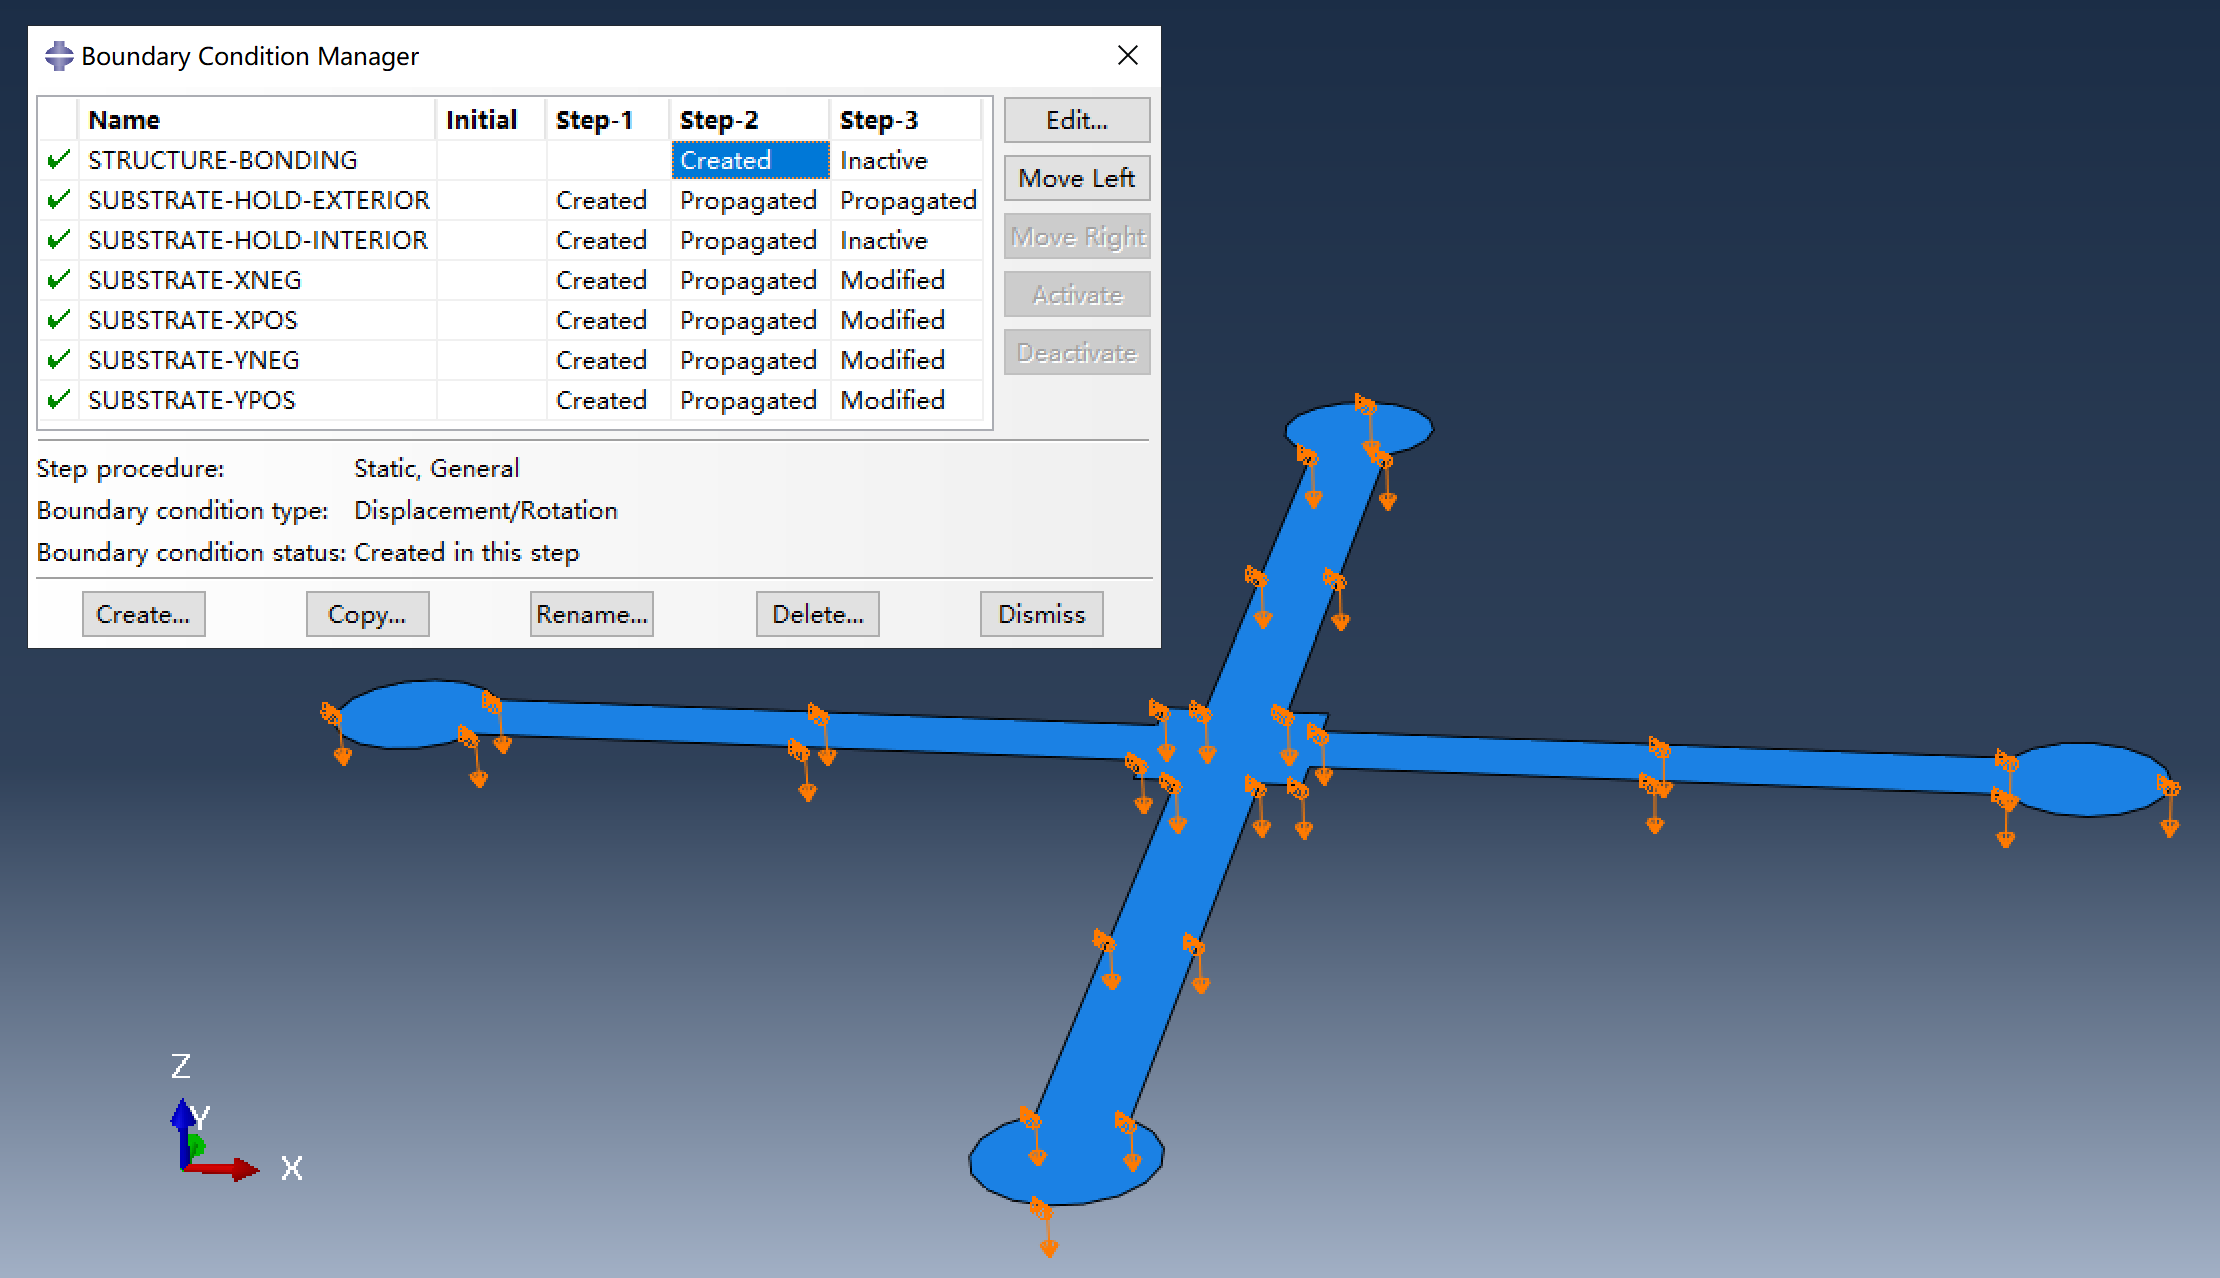 Boundary Condition Manager
Name Initial Step-1 Step-2 Step-3
STRUCTURE-BONDING Created Inactive
SUBSTRATE-HOLD-EXTERIOR Created Propagated Propagated
SUBSTRATE-HOLD-INTERIOR Created Propagated Inactive
SUBSTRATE-XNEG Created Propagated Modified
SUBSTRATE-XPOS Created Propagated Modified
SUBSTRATE-YNEG Created Propagated Modified
SUBSTRATE-YPOS Created Propagated Modified
Edit...
Move Left
Move Right
Activate
Deactivate
Step procedure: Static, General
Boundary condition type: Displacement/Rotation
Boundary condition status: Created in this step
Create... Copy... Rename... Delete... Dismiss
Z
Y
X